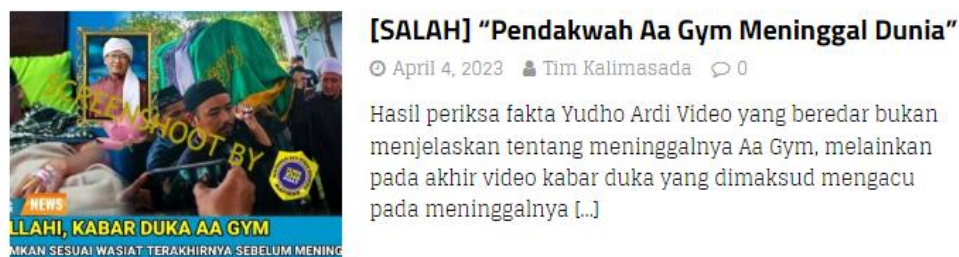 [SALAH] “Pendakwah Aa Gym Meninggal Dunia”
April 4, 2023 Tim Kalimasada 0
Hasil periksa fakta Yudho Ardi Video yang beredar bukan
menjelaskan tentang meninggalnya Aa Gym, melainkan
pada akhir video kabar duka yang dimaksud mengacu
pada meninggalnya [...]
SCREENSHOOT BY
NEWS
LLAHI, KABAR DUKA AA GYM
MKAN SESUAI WASIAT TERAKHIRNYA SEBELUM MENING